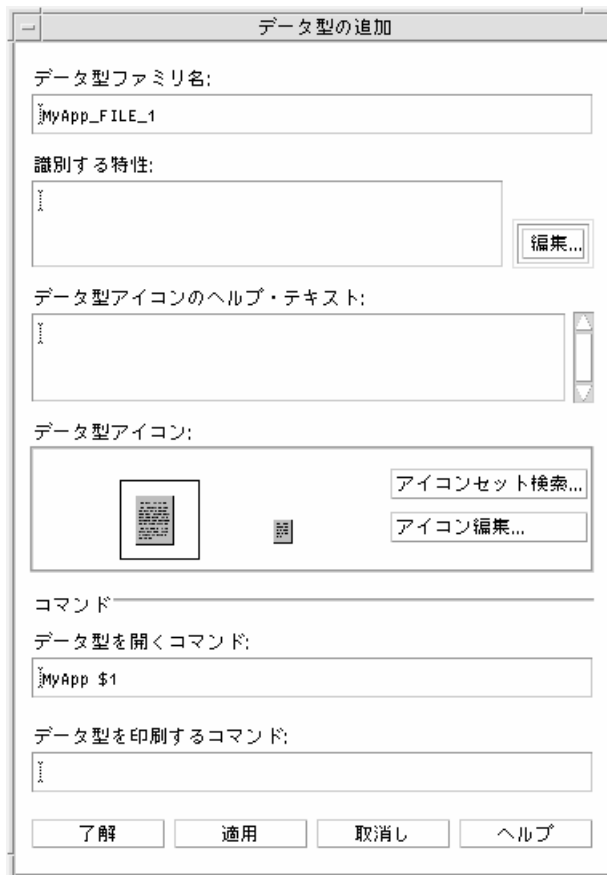 データ型の追加
データ型ファミリ名:
MyApp_FILE_1
識別する特性:
編集...
データ型アイコンのヘルプ・テキスト:
データ型アイコン:
アイコンセット検索...
アイコン編集...
コマンド
データ型を開くコマンド:
MyApp $1
データ型を印刷するコマンド:
了解 適用 取消し ヘルプ